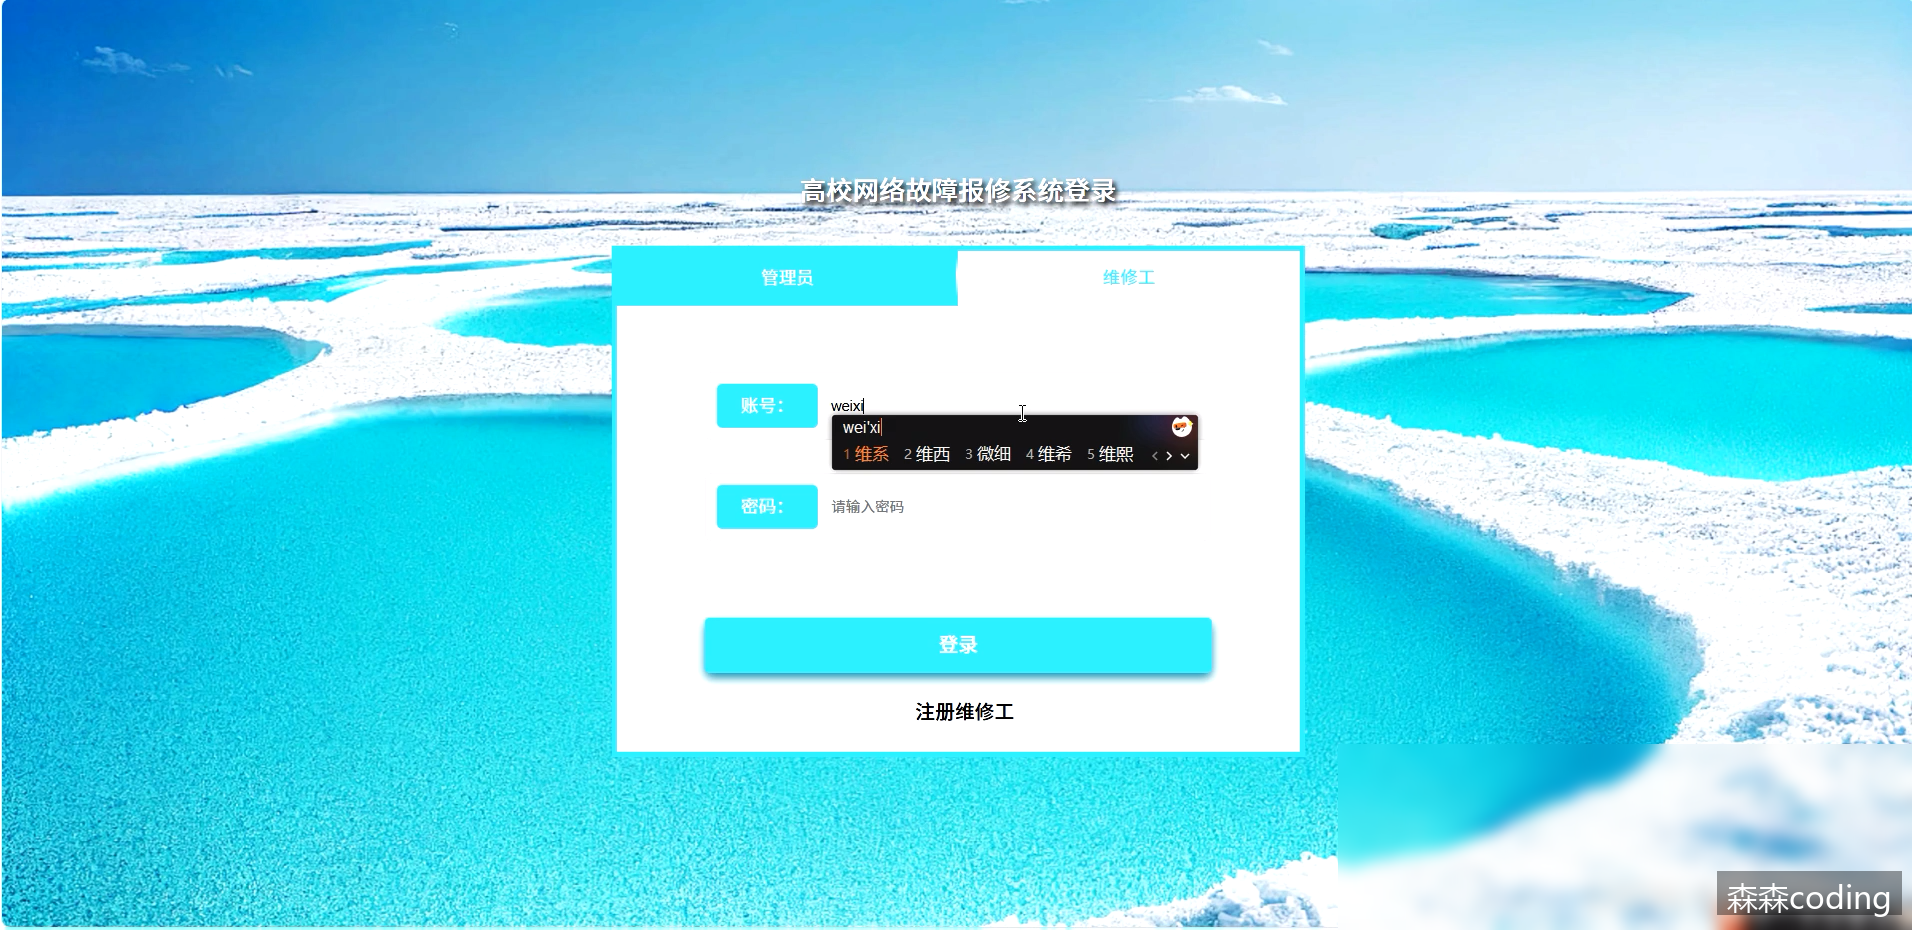 高校网络故障报修系统登录
管理员
维修工
账号：
weixi
wei'xi
1 维系 2 维西 3 微细 4 维希 5 维熙
密码：
请输入密码
登录
注册维修工
森森coding